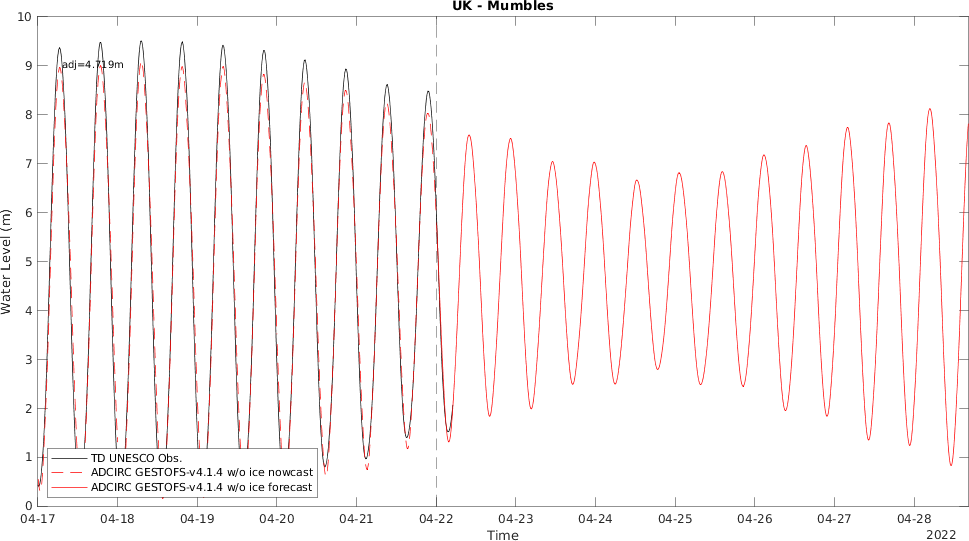 UK - Mumbles
10
9
8
7
6
5
4
3
2
1
0
Water Level (m)
adj=4.719m
TD UNESCO Obs.
ADCIRC GESTOFS-v4.1.4 w/o ice nowcast
ADCIRC GESTOFS-v4.1.4 w/o ice forecast
04-17 04-18 04-19 04-20 04-21 04-22 04-23 04-24 04-25 04-26 04-27 04-28
Time
2022